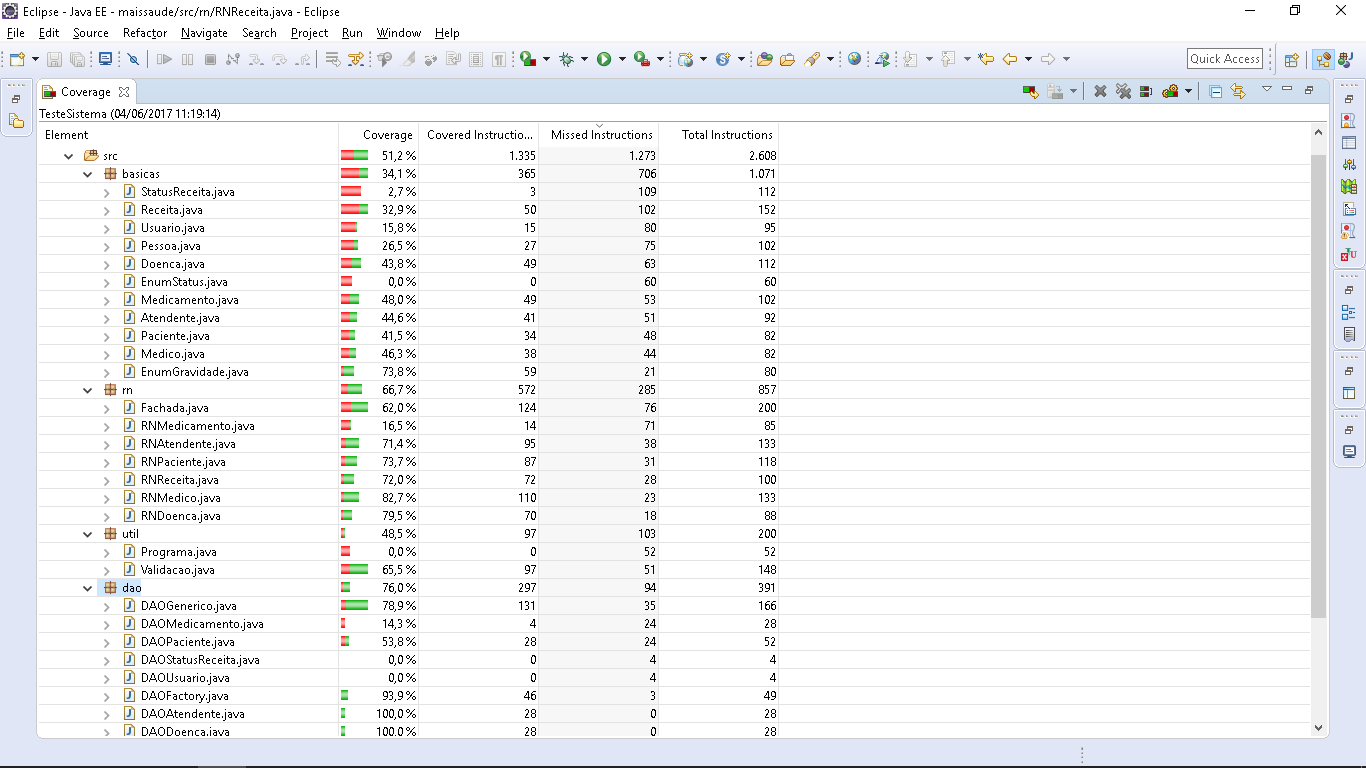 Eclipse - Java EE - maissaude/src/rn/RNReceita.java - Eclipse
File Edit Source Refactor Navigate Search Project Run Window Help
Quick Access
Coverage
TesteSistema (04/06/2017 11:19:14)
Element Coverage Covered Instructio... Missed Instructions Total Instructions
src 51,2 % 1.335 1.273 2.608
basicas 34,1 % 365 706 1.071
StatusReceita.java 2,7 % 3 109 112
Receita.java 32,9 % 50 102 152
Usuario.java 15,8 % 15 80 95
Pessoa.java 26,5 % 27 75 102
Doenca.java 43,8 % 49 63 112
EnumStatus.java 0,0 % 0 60 60
Medicamento.java 48,0 % 49 53 102
Atendente.java 44,6 % 41 51 92
Paciente.java 41,5 % 34 48 82
Medico.java 46,3 % 38 44 82
EnumGravidade.java 73,8 % 59 21 80
rn 66,7 % 572 285 857
Fachada.java 62,0 % 124 76 200
RNMedicamento.java 16,5 % 14 71 85
RNAtendente.java 71,4 % 95 38 133
RNPaciente.java 73,7 % 87 31 118
RNReceita.java 72,0 % 72 28 100
RNMedico.java 82,7 % 110 23 133
RNDoenca.java 79,5 % 70 18 88
util 48,5 % 97 103 200
Programa.java 0,0 % 0 52 52
Validacao.java 65,5 % 97 51 148
dao 76,0 % 297 94 391
DAOGenerico.java 78,9 % 131 35 166
DAOMedicamento.java 14,3 % 4 24 28
DAOPaciente.java 53,8 % 28 24 52
DAOStatusReceita.java 0,0 % 0 4 4
DAOUsuario.java 0,0 % 0 4 4
DAOFactory.java 93,9 % 46 3 49
DAOAtendente.java 100,0 % 28 0 28
DAODoenca.java 100,0 % 28 0 28